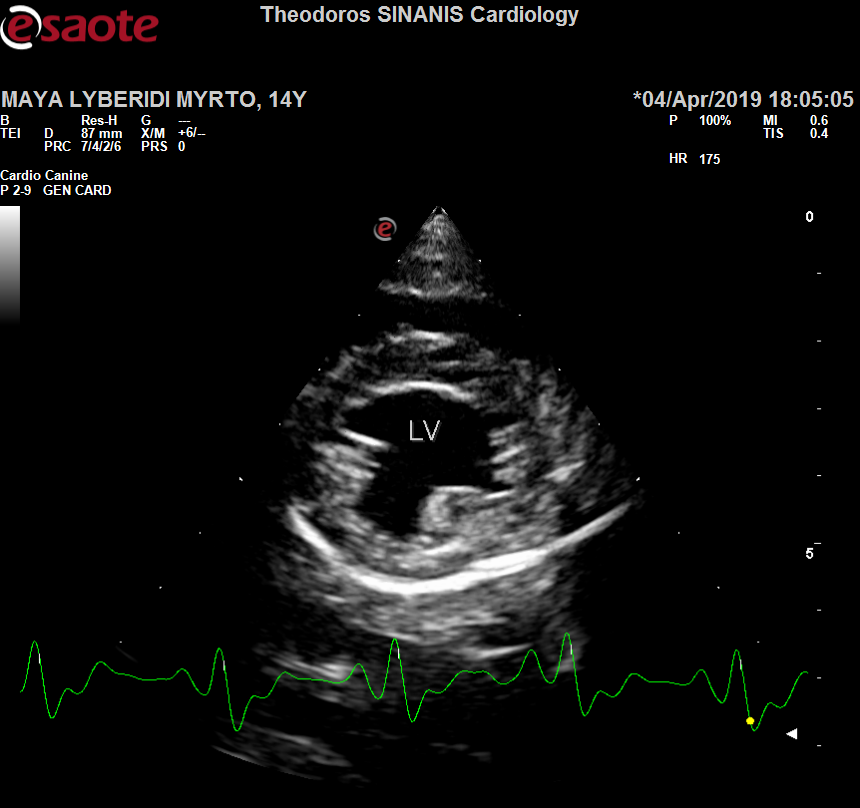 esaote
Theodoros SINANIS Cardiology
MAYA LYBERIDI MYRTO, 14Y
*04/Apr/2019 18:05:05
B Res-H G ---
TEI D 87 mm X/M +6/--
PRC 7/4/2/6 PRS 0
P 100% MI 0.6
TIS 0.4
HR 175
Cardio Canine
P 2-9 GEN CARD
0
e
LV
5